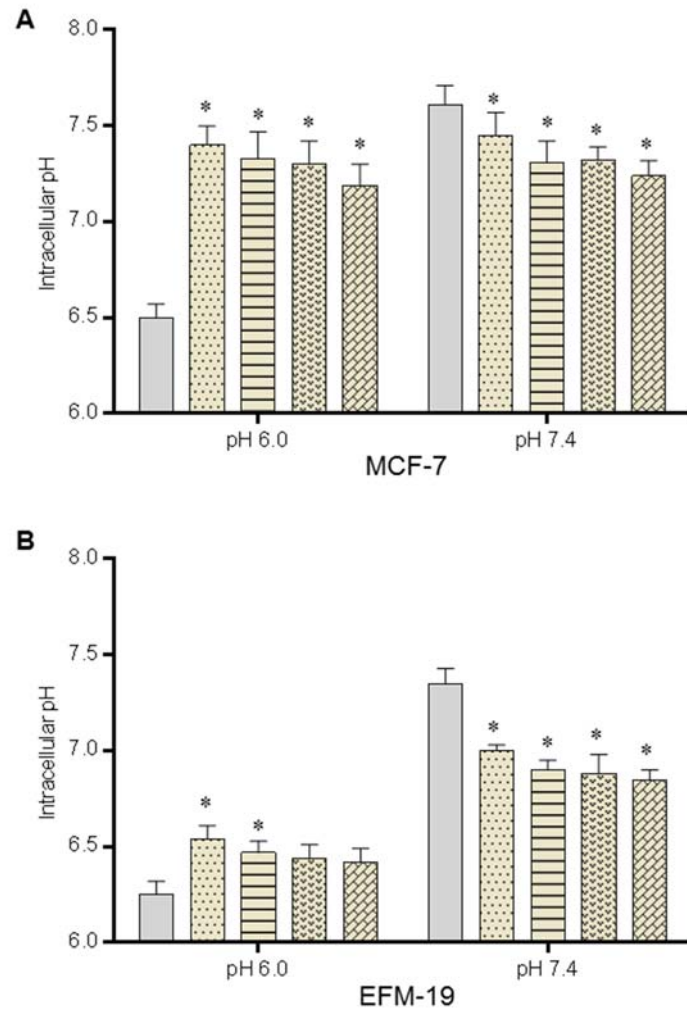 A
8.0
* * * * * * * *
7.5
7.0
6.5
6.0
Intracellular pH
pH 6.0 pH 7.4
MCF-7
B
8.0
7.5
* * * *
7.0
* *
6.5
6.0
Intracellular pH
pH 6.0 pH 7.4
EFM-19